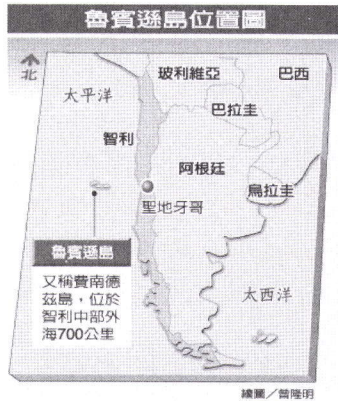 魯賓遜島位置圖
北
玻利維亞
巴西
太平洋
巴拉圭
智利
阿根廷
烏拉圭
聖地牙哥
魯賓遜島
又稱費南德
茲島，位於
智利中部外
海700公里
太西洋
繪圖／曾隆明